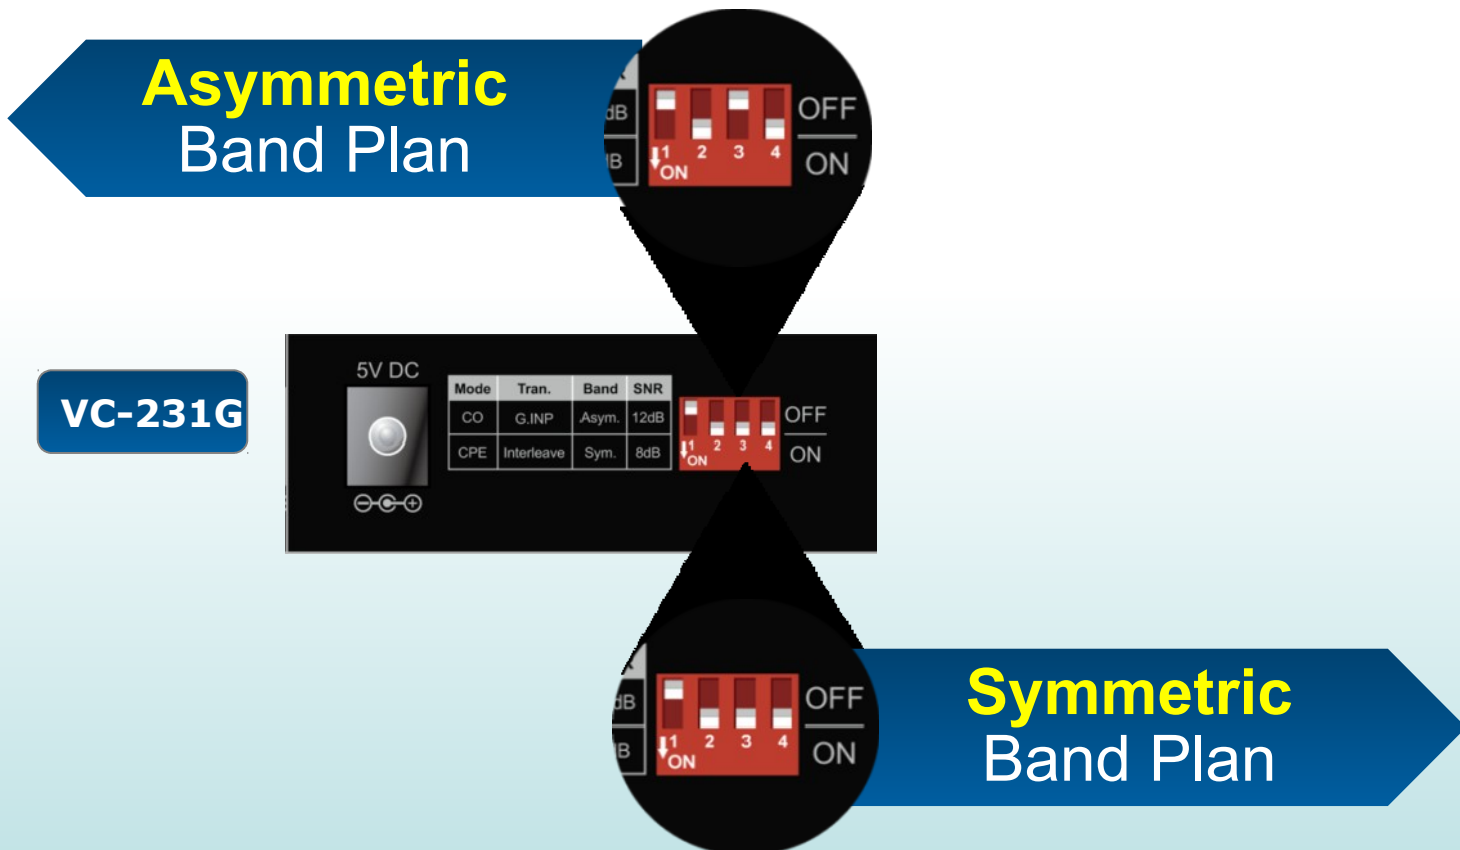 Asymmetric
Band Plan
dB
OFF
1 2 3 4
ON
ON
VC-231G
5V DC
Mode Tran. Band SNR
CO G.INP Asym. 12dB
CPE Interleave Sym. 8dB
OFF
1 2 3 4
ON
ON
dB
OFF
1 2 3 4
ON
ON
Symmetric
Band Plan